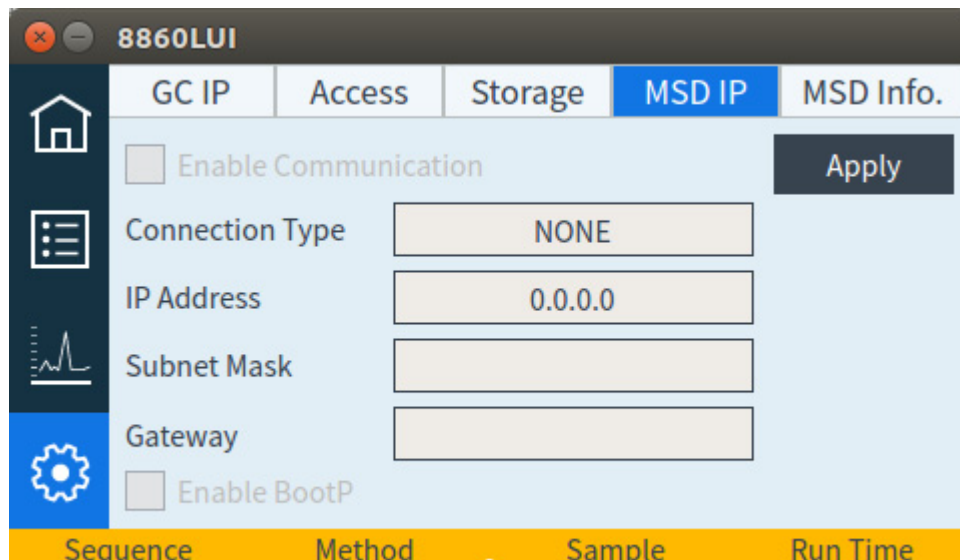 8860LUI
GC IP Access Storage MSD IP MSD Info.
Enable Communication Apply
Connection Type NONE
IP Address 0.0.0.0
Subnet Mask
Gateway
Enable BootP
Sequence Method Sample Run Time